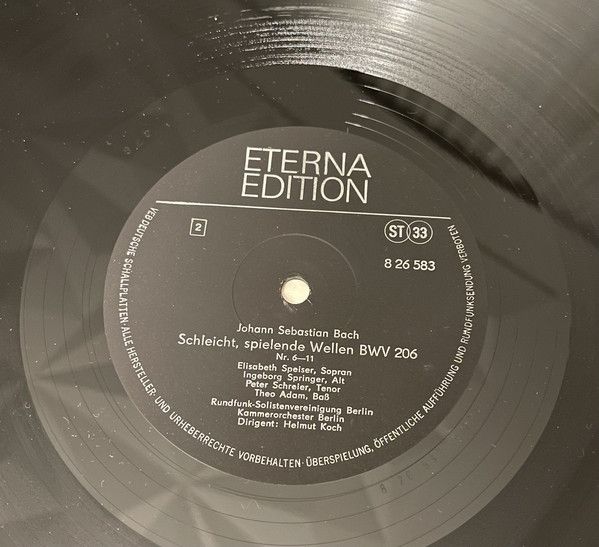 ETERNA
EDITION
2
ST 33
8 26 583
Johann Sebastian Bach
Schleicht, spielende Wellen BWV 206
Nr. 6—11
Elisabeth Speiser, Sopran
Ingeborg Springer, Alt
Peter Schreier, Tenor
Theo Adam, Baß
Rundfunk-Solistenvereinigung Berlin
Kammerorchester Berlin
Dirigent: Helmut Koch
VEB DEUTSCHE SCHALLPLATTEN · ALLE HERSTELLER- UND URHEBERRECHTE VORBEHALTEN · ÜBERSPIELUNG, ÖFFENTLICHE AUFFÜHRUNG UND RUNDFUNKSENDUNG VERBOTEN